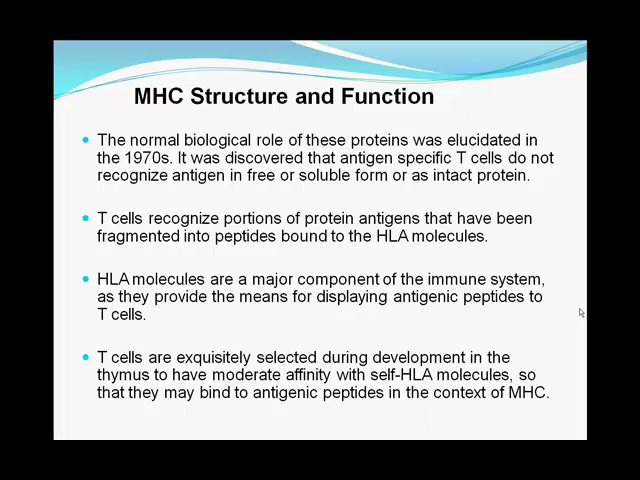 MHC Structure and Function
The normal biological role of these proteins was elucidated in
the 1970s. It was discovered that antigen specific T cells do not
recognize antigen in free or soluble form or as intact protein.
T cells recognize portions of protein antigens that have been
fragmented into peptides bound to the HLA molecules.
HLA molecules are a major component of the immune system,
as they provide the means for displaying antigenic peptides to
T cells.
T cells are exquisitely selected during development in the
thymus to have moderate affinity with self-HLA molecules, so
that they may bind to antigenic peptides in the context of MHC.